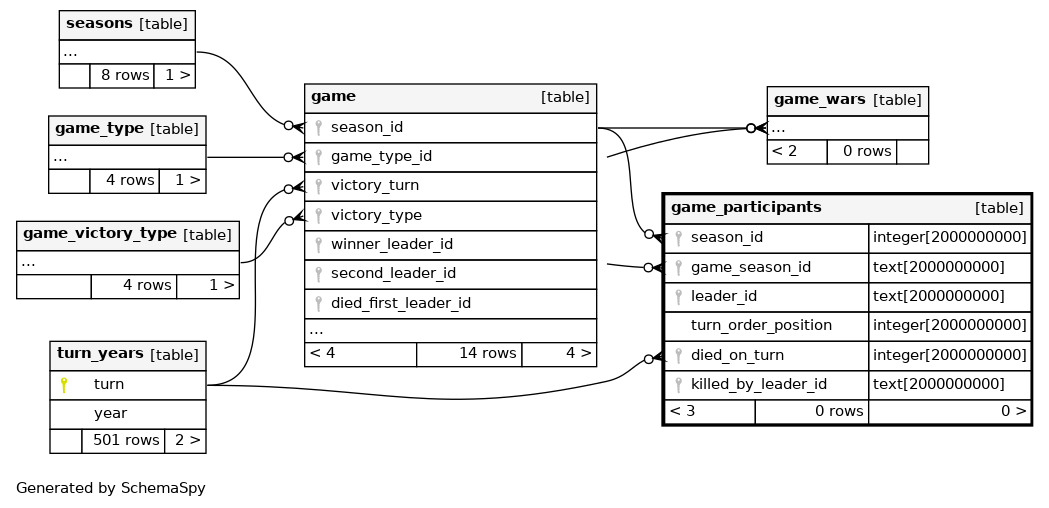 seasons [table]
...
8 rows 1 >
game_type [table]
...
4 rows 1 >
game_victory_type [table]
...
4 rows 1 >
turn_years [table]
turn
year
501 rows 2 >
game [table]
season_id
game_type_id
victory_turn
victory_type
winner_leader_id
second_leader_id
died_first_leader_id
...
< 4 14 rows 4 >
game_wars [table]
...
< 2 0 rows
game_participants [table]
season_id integer[2000000000]
game_season_id text[2000000000]
leader_id text[2000000000]
turn_order_position integer[2000000000]
died_on_turn integer[2000000000]
killed_by_leader_id text[2000000000]
< 3 0 rows 0 >
Generated by SchemaSpy